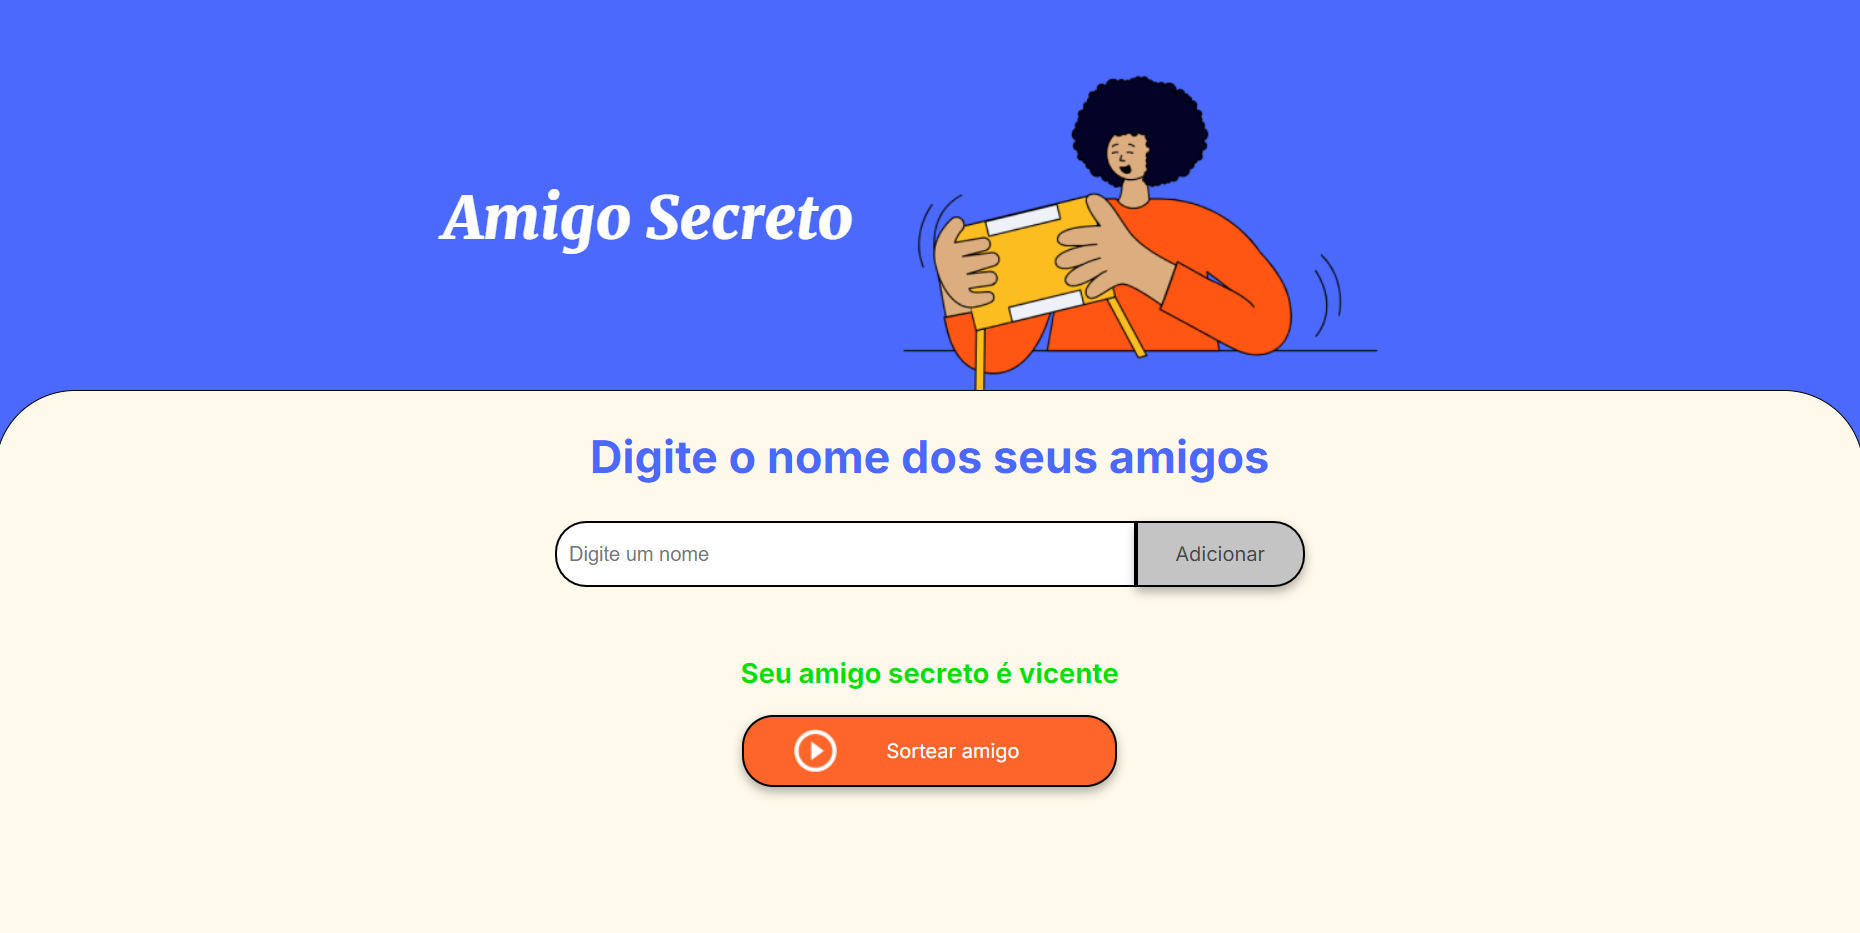 Amigo Secreto
Digite o nome dos seus amigos
Digite um nome
Adicionar
Seu amigo secreto é vicente
Sortear amigo